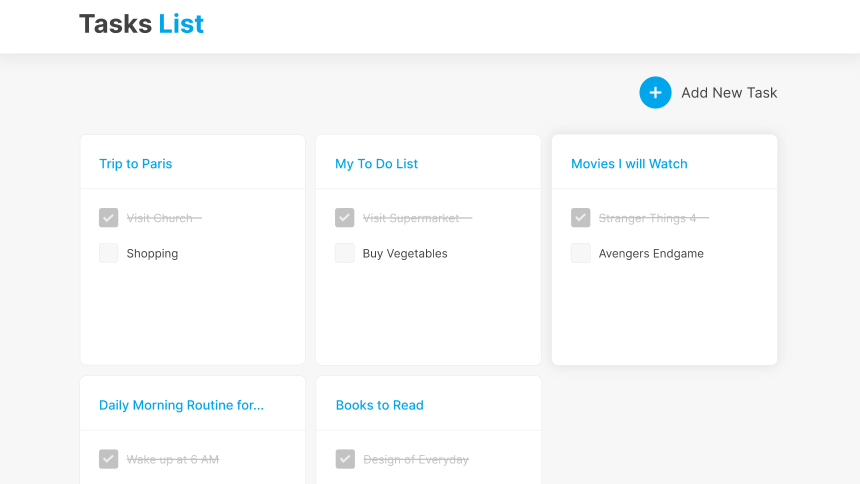 Tasks List
Add New Task
Trip to Paris
Visit Church
Shopping
My To Do List
Visit Supermarket
Buy Vegetables
Movies I will Watch
Stranger Things 4
Avengers Endgame
Daily Morning Routine for...
Wake up at 6 AM
Books to Read
Design of Everyday